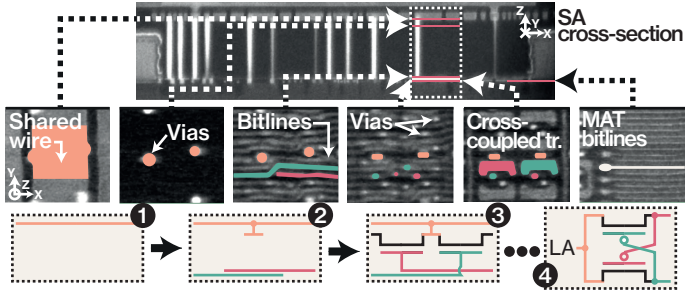 SA
cross-section
Z
Y
X
Shared
wire
Vias
Bitlines
Vias
Cross-
coupled tr.
MAT
bitlines
Y
Z
X
1
2
3
LA
4